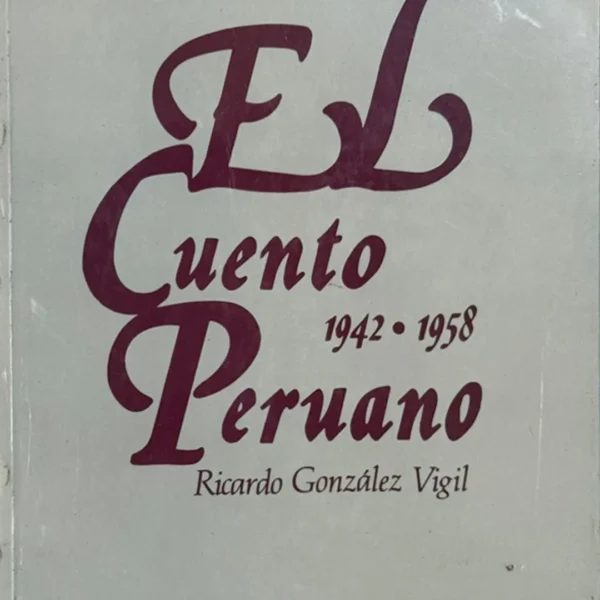 El
Cuento
1942 • 1958
Peruano
Ricardo González Vigil